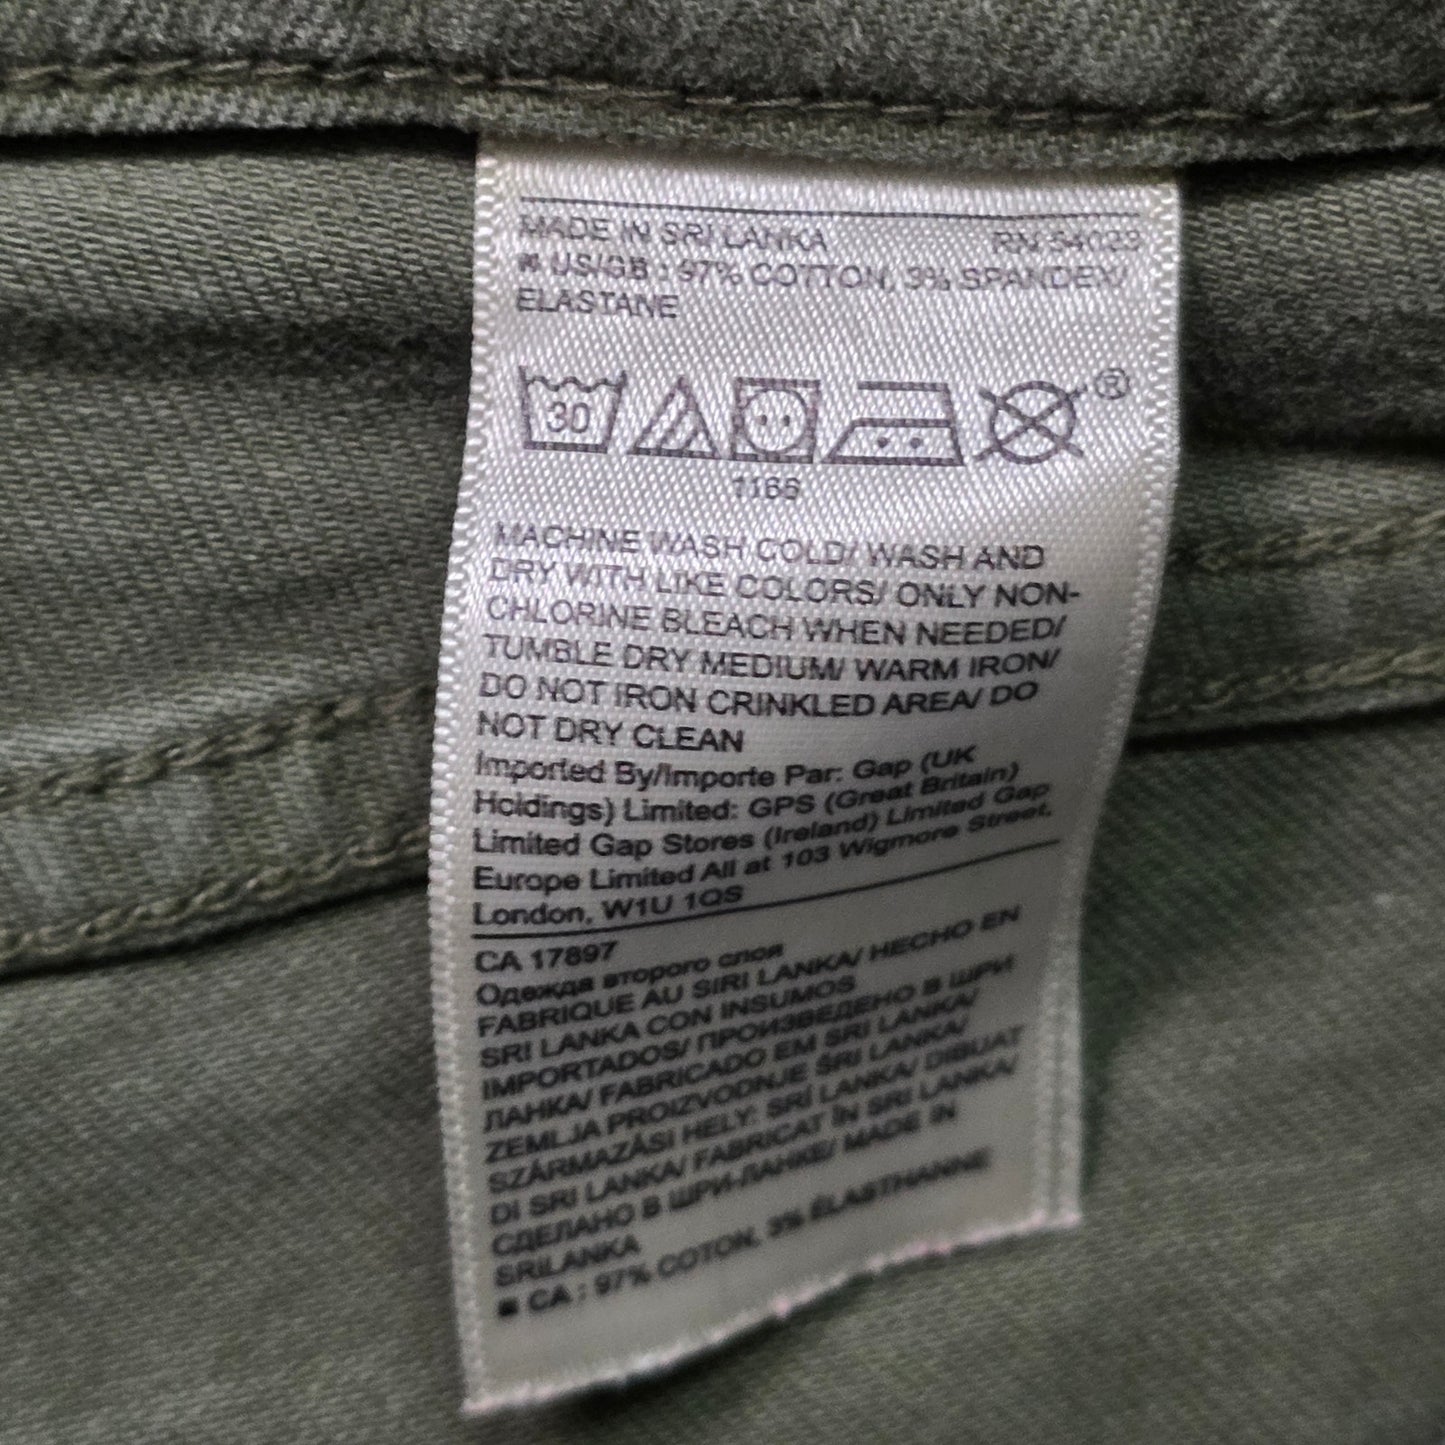 MADE IN SRI LANKA RN 54023
US/GB : 97% COTTON, 3% SPANDEX/
ELASTANE
30 ®
1166
MACHINE WASH COLD/ WASH AND
DRY WITH LIKE COLORS/ ONLY NON-
CHLORINE BLEACH WHEN NEEDED/
TUMBLE DRY MEDIUM/ WARM IRON/
DO NOT IRON CRINKLED AREA/ DO
NOT DRY CLEAN
Imported By/Importe Par: Gap (UK
Holdings) Limited: GPS (Great Britain)
Limited Gap Stores (Ireland) Limited Gap
Europe Limited All at 103 Wigmore Street,
London, W1U 1QS
CA 17897
Одежда второго слоя
FABRIQUE AU SIRI LANKA/ HECHO EN
SRI LANKA CON INSUMOS
IMPORTADOS/ ПРОИЗВЕДЕНО В ШРИ
ЛАНКА/ FABRICADO EM SRI LANKA/
ZEMLJA PROIZVODNJE ŠRI LANKA/
SZÁRMAZÁSI HELY: SRÍ LANKA/ DIBUAT
DI SRI LANKA/ FABRICAT ÎN SRI LANKA/
СДЕЛАНО В ШРИ-ЛАНКЕ/ MADE IN
SRILANKA
CA : 97% COTON, 3% ÉLASTHANNE